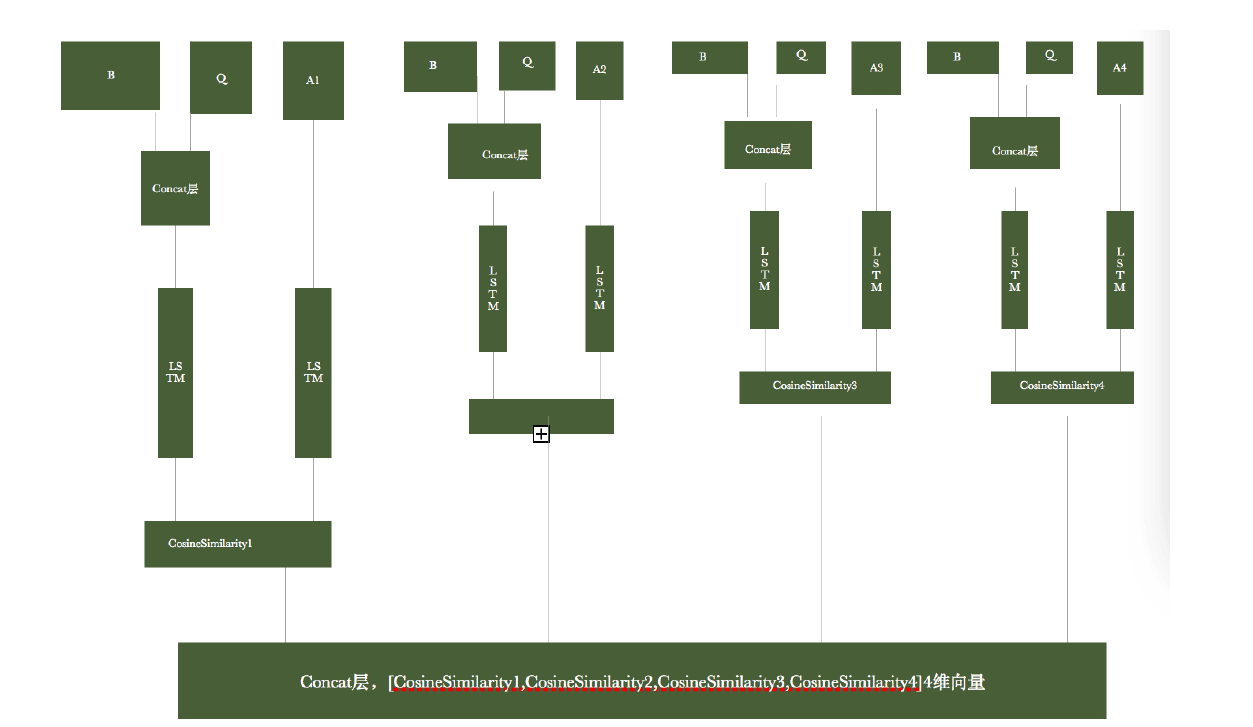 B
Q
A1
B
Q
A2
B
Q
A3
B
Q
A4
Concat层
Concat层
Concat层
Concat层
LS
TM
LS
TM
L
S
T
M
L
S
T
M
L
S
T
M
L
S
T
M
L
S
T
M
L
S
T
M
CosineSimilarity1
CosineSimilarity3
CosineSimilarity4
Concat层，[CosineSimilarity1,CosineSimilarity2,CosineSimilarity3,CosineSimilarity4]4维向量